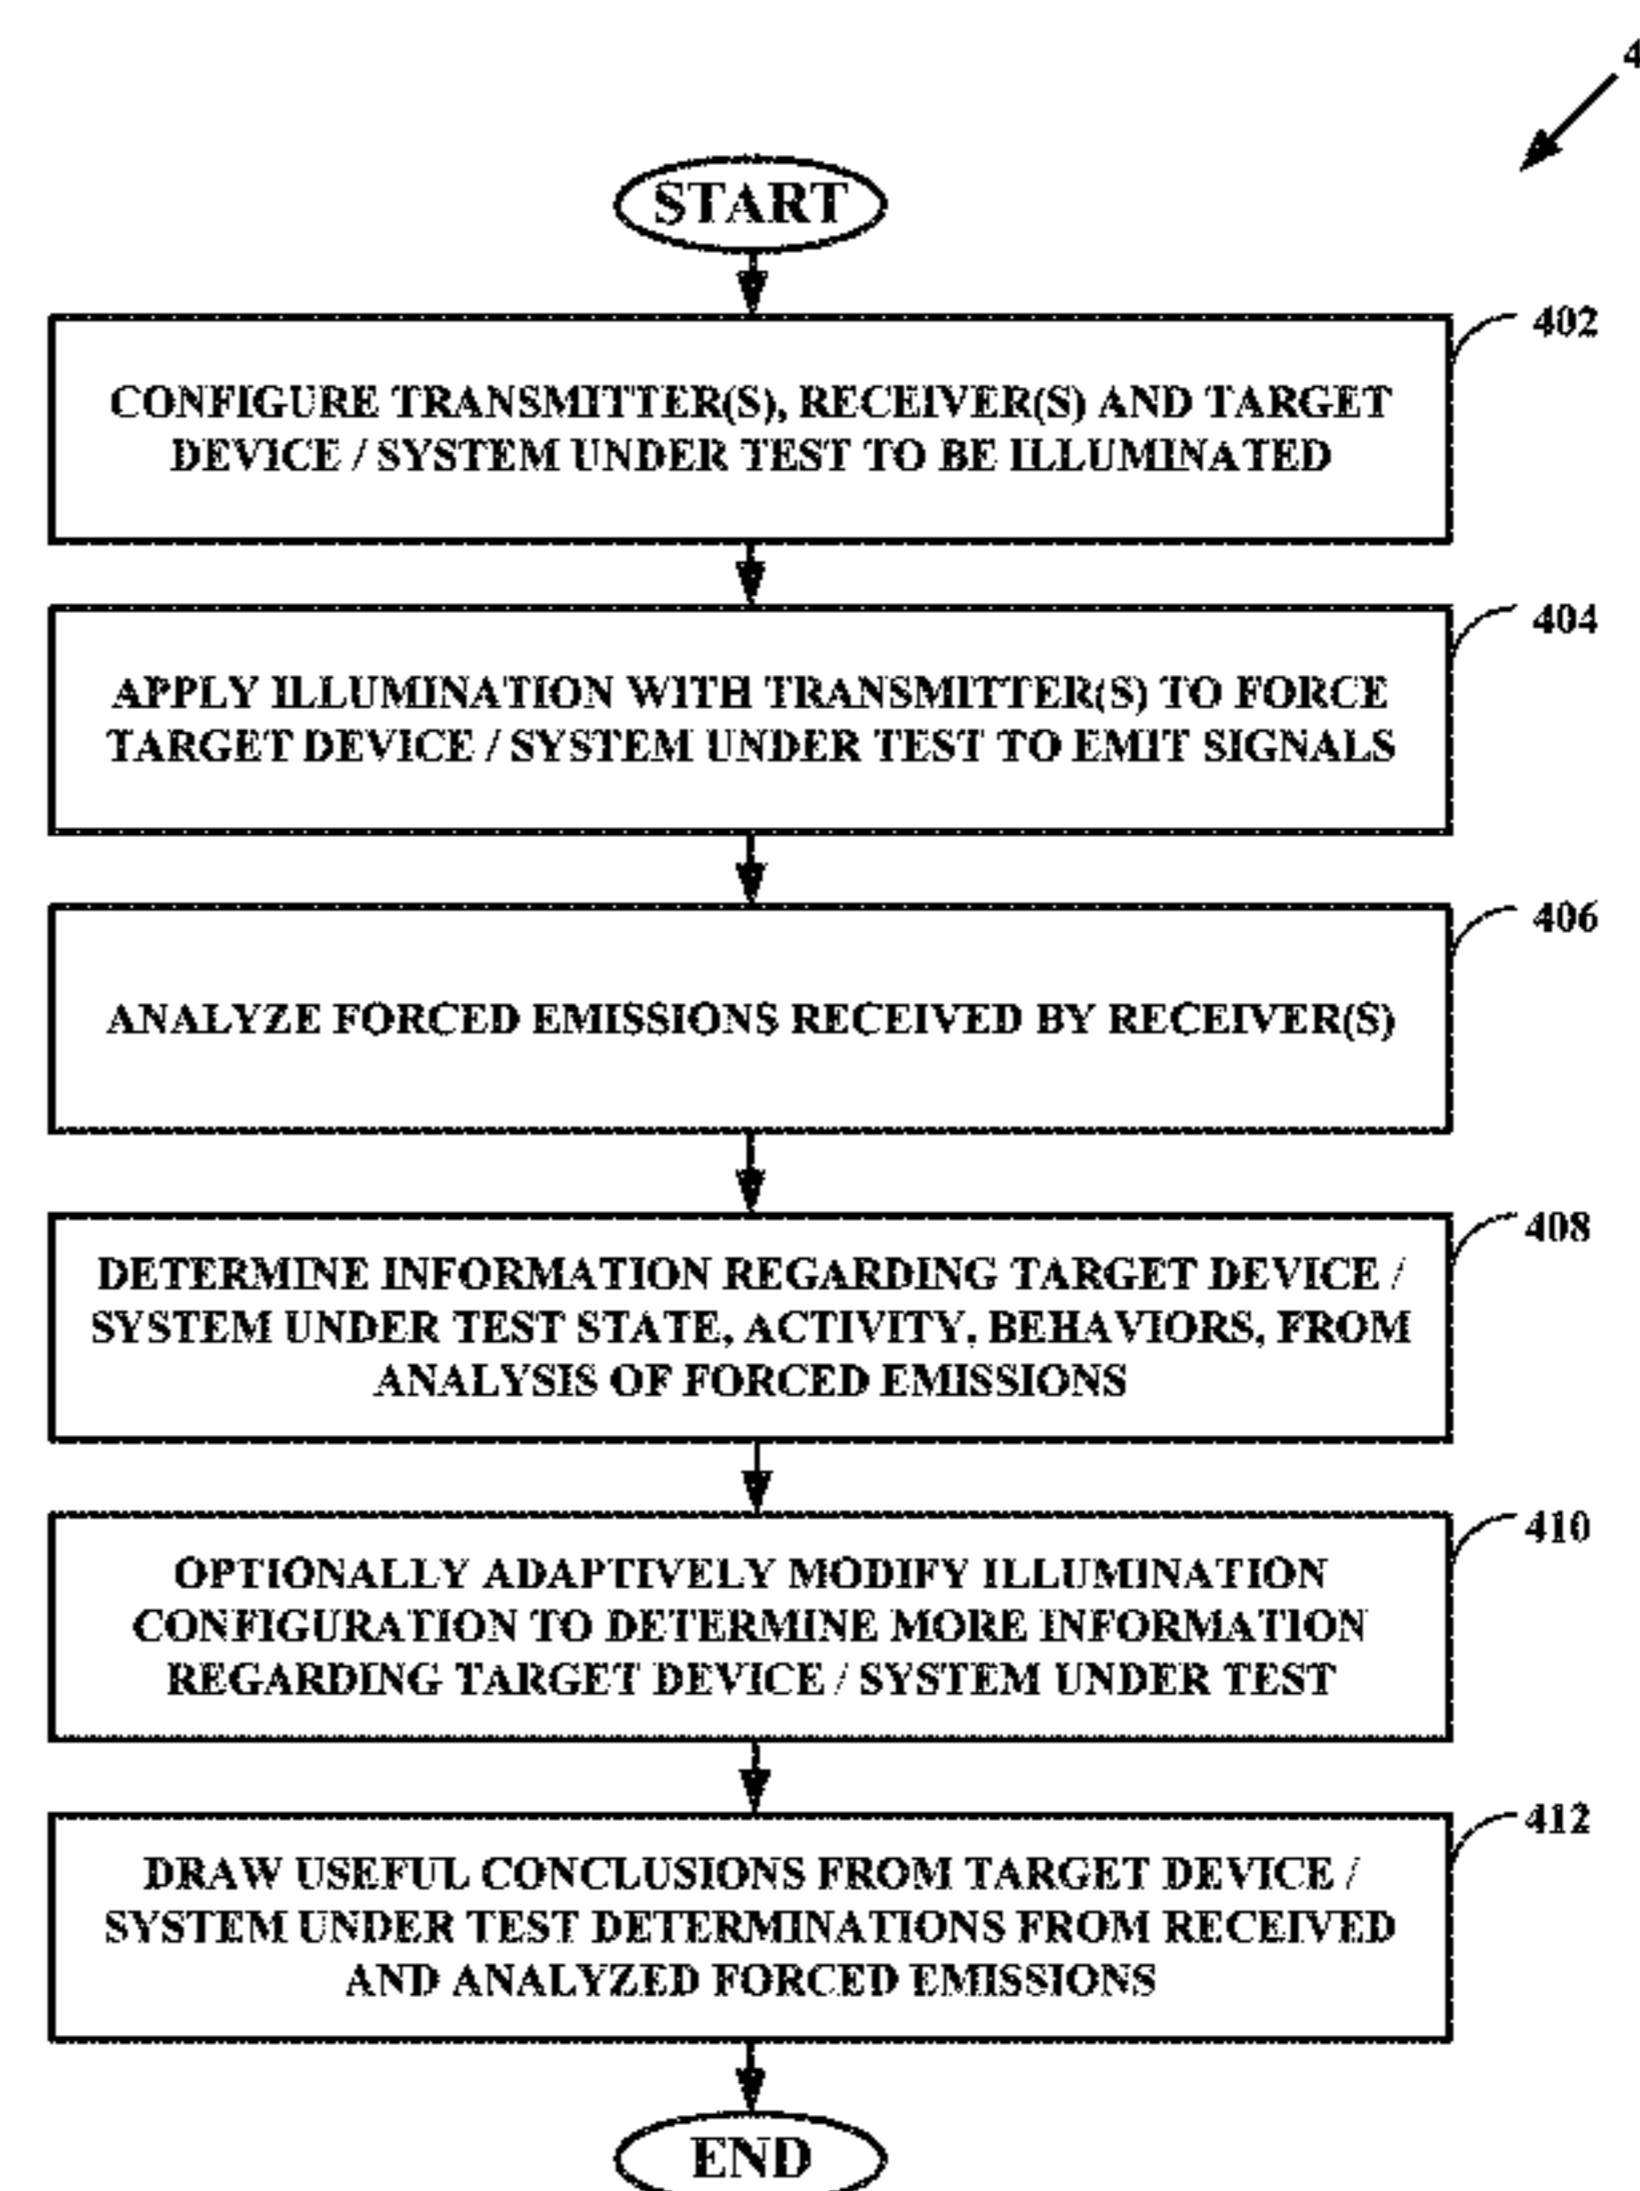 4
START
402
CONFIGURE TRANSMITTER(S), RECEIVER(S) AND TARGET
DEVICE / SYSTEM UNDER TEST TO BE ILLUMINATED
404
APPLY ILLUMINATION WITH TRANSMITTER(S) TO FORCE
TARGET DEVICE / SYSTEM UNDER TEST TO EMIT SIGNALS
406
ANALYZE FORCED EMISSIONS RECEIVED BY RECEIVER(S)
408
DETERMINE INFORMATION REGARDING TARGET DEVICE /
SYSTEM UNDER TEST STATE, ACTIVITY, BEHAVIORS, FROM
ANALYSIS OF FORCED EMISSIONS
410
OPTIONALLY ADAPTIVELY MODIFY ILLUMINATION
CONFIGURATION TO DETERMINE MORE INFORMATION
REGARDING TARGET DEVICE / SYSTEM UNDER TEST
412
DRAW USEFUL CONCLUSIONS FROM TARGET DEVICE /
SYSTEM UNDER TEST DETERMINATIONS FROM RECEIVED
AND ANALYZED FORCED EMISSIONS
END